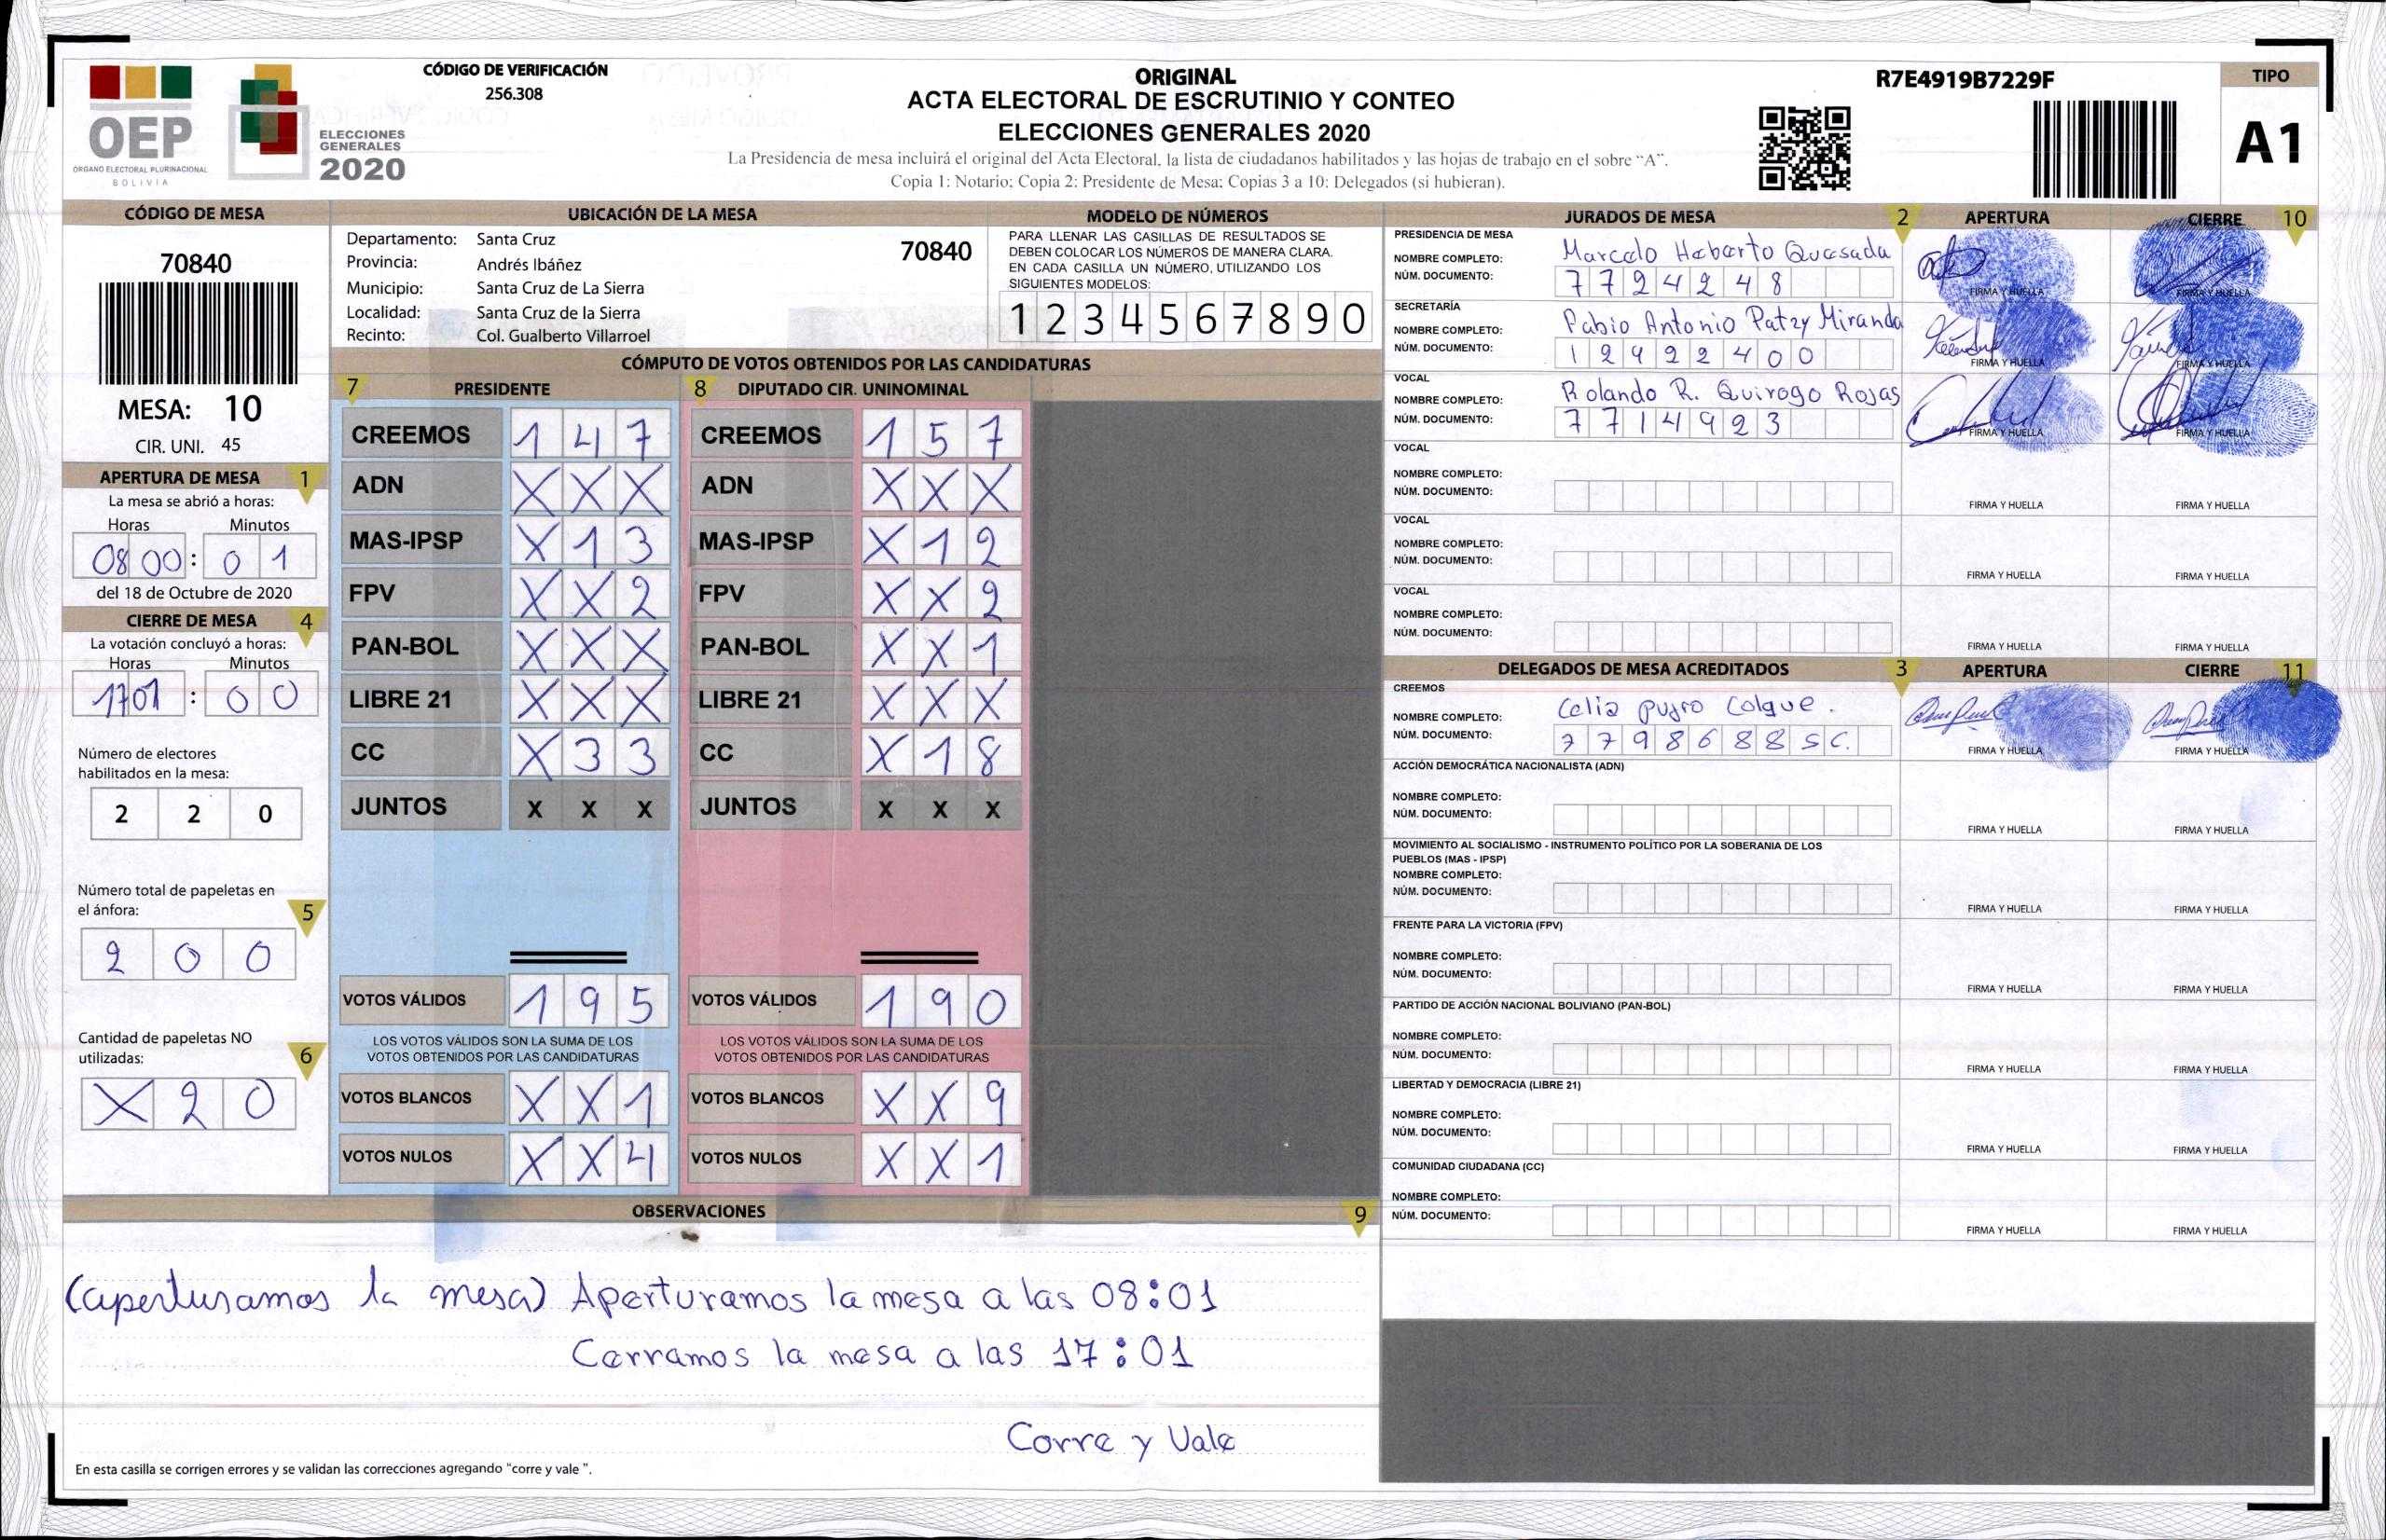 CÓDIGO DE VERIFICACIÓN
256.308
OEP
ORGANO ELECTORAL PLURINACIONAL
BOLIVIA
ELECCIONES
GENERALES
2020
ORIGINAL
ACTA ELECTORAL DE ESCRUTINIO Y CONTEO
ELECCIONES GENERALES 2020
La Presidencia de mesa incluirá el original del Acta Electoral, la lista de ciudadanos habilitados y las hojas de trabajo en el sobre “A”.
Copia 1: Notario; Copia 2: Presidente de Mesa; Copias 3 a 10: Delegados (si hubieran).
R7E4919B7229F
TIPO
A1
CÓDIGO DE MESA
70840
MESA: 10
CIR. UNI. 45
APERTURA DE MESA 1
La mesa se abrió a horas:
Horas Minutos
08 00 : 0 1
del 18 de Octubre de 2020
CIERRE DE MESA 4
La votación concluyó a horas:
Horas Minutos
17 01 : 0 0
Número de electores
habilitados en la mesa:
2 2 0
Número total de papeletas en
el ánfora: 5
2 0 0
Cantidad de papeletas NO
utilizadas: 6
X 2 0
UBICACIÓN DE LA MESA
Departamento: Santa Cruz 70840
Provincia: Andrés Ibáñez
Municipio: Santa Cruz de La Sierra
Localidad: Santa Cruz de la Sierra
Recinto: Col. Gualberto Villarroel
MODELO DE NÚMEROS
PARA LLENAR LAS CASILLAS DE RESULTADOS SE
DEBEN COLOCAR LOS NÚMEROS DE MANERA CLARA.
EN CADA CASILLA UN NÚMERO, UTILIZANDO LOS
SIGUIENTES MODELOS:
1 2 3 4 5 6 7 8 9 0
CÓMPUTO DE VOTOS OBTENIDOS POR LAS CANDIDATURAS
7 PRESIDENTE 8 DIPUTADO CIR. UNINOMINAL
CREEMOS 1 4 7 CREEMOS 1 5 7
ADN X X X ADN X X X
MAS-IPSP X 1 3 MAS-IPSP X 1 2
FPV X X 2 FPV X X 2
PAN-BOL X X X PAN-BOL X X 1
LIBRE 21 X X X LIBRE 21 X X X
CC X 3 3 CC X 1 8
JUNTOS X X X JUNTOS X X X
VOTOS VÁLIDOS 1 9 5 VOTOS VÁLIDOS 1 9 0
LOS VOTOS VÁLIDOS SON LA SUMA DE LOS LOS VOTOS VÁLIDOS SON LA SUMA DE LOS
VOTOS OBTENIDOS POR LAS CANDIDATURAS VOTOS OBTENIDOS POR LAS CANDIDATURAS
VOTOS BLANCOS X X 1 VOTOS BLANCOS X X 9
VOTOS NULOS X X 4 VOTOS NULOS X X 1
OBSERVACIONES 9
(aperturamos la mesa) Aperturamos la mesa a las 08:01
Cerramos la mesa a las 17:01
Corre y Vale
En esta casilla se corrigen errores y se validan las correcciones agregando "corre y vale ".
JURADOS DE MESA 2 APERTURA CIERRE 10
PRESIDENCIA DE MESA
NOMBRE COMPLETO: Marcelo Heberto Quesada
NÚM. DOCUMENTO: 7 7 2 4 2 4 8
FIRMA Y HUELLA FIRMA Y HUELLA
SECRETARÍA
NOMBRE COMPLETO: Fabio Antonio Patzy Miranda
NÚM. DOCUMENTO: 1 2 4 2 2 4 0 0
FIRMA Y HUELLA FIRMA Y HUELLA
VOCAL
NOMBRE COMPLETO: Rolando R. Quiroga Rojas
NÚM. DOCUMENTO: 7 7 1 4 9 2 3
FIRMA Y HUELLA FIRMA Y HUELLA
VOCAL
NOMBRE COMPLETO:
NÚM. DOCUMENTO:
FIRMA Y HUELLA FIRMA Y HUELLA
VOCAL
NOMBRE COMPLETO:
NÚM. DOCUMENTO:
FIRMA Y HUELLA FIRMA Y HUELLA
VOCAL
NOMBRE COMPLETO:
NÚM. DOCUMENTO:
FIRMA Y HUELLA FIRMA Y HUELLA
DELEGADOS DE MESA ACREDITADOS 3 APERTURA CIERRE 11
CREEMOS
NOMBRE COMPLETO: Celia Puyro Colque.
NÚM. DOCUMENTO: 7 7 9 8 6 8 8 S C.
FIRMA Y HUELLA FIRMA Y HUELLA
ACCIÓN DEMOCRÁTICA NACIONALISTA (ADN)
NOMBRE COMPLETO:
NÚM. DOCUMENTO:
FIRMA Y HUELLA FIRMA Y HUELLA
MOVIMIENTO AL SOCIALISMO - INSTRUMENTO POLÍTICO POR LA SOBERANIA DE LOS
PUEBLOS (MAS - IPSP)
NOMBRE COMPLETO:
NÚM. DOCUMENTO:
FIRMA Y HUELLA FIRMA Y HUELLA
FRENTE PARA LA VICTORIA (FPV)
NOMBRE COMPLETO:
NÚM. DOCUMENTO:
FIRMA Y HUELLA FIRMA Y HUELLA
PARTIDO DE ACCIÓN NACIONAL BOLIVIANO (PAN-BOL)
NOMBRE COMPLETO:
NÚM. DOCUMENTO:
FIRMA Y HUELLA FIRMA Y HUELLA
LIBERTAD Y DEMOCRACIA (LIBRE 21)
NOMBRE COMPLETO:
NÚM. DOCUMENTO:
FIRMA Y HUELLA FIRMA Y HUELLA
COMUNIDAD CIUDADANA (CC)
NOMBRE COMPLETO:
NÚM. DOCUMENTO:
FIRMA Y HUELLA FIRMA Y HUELLA